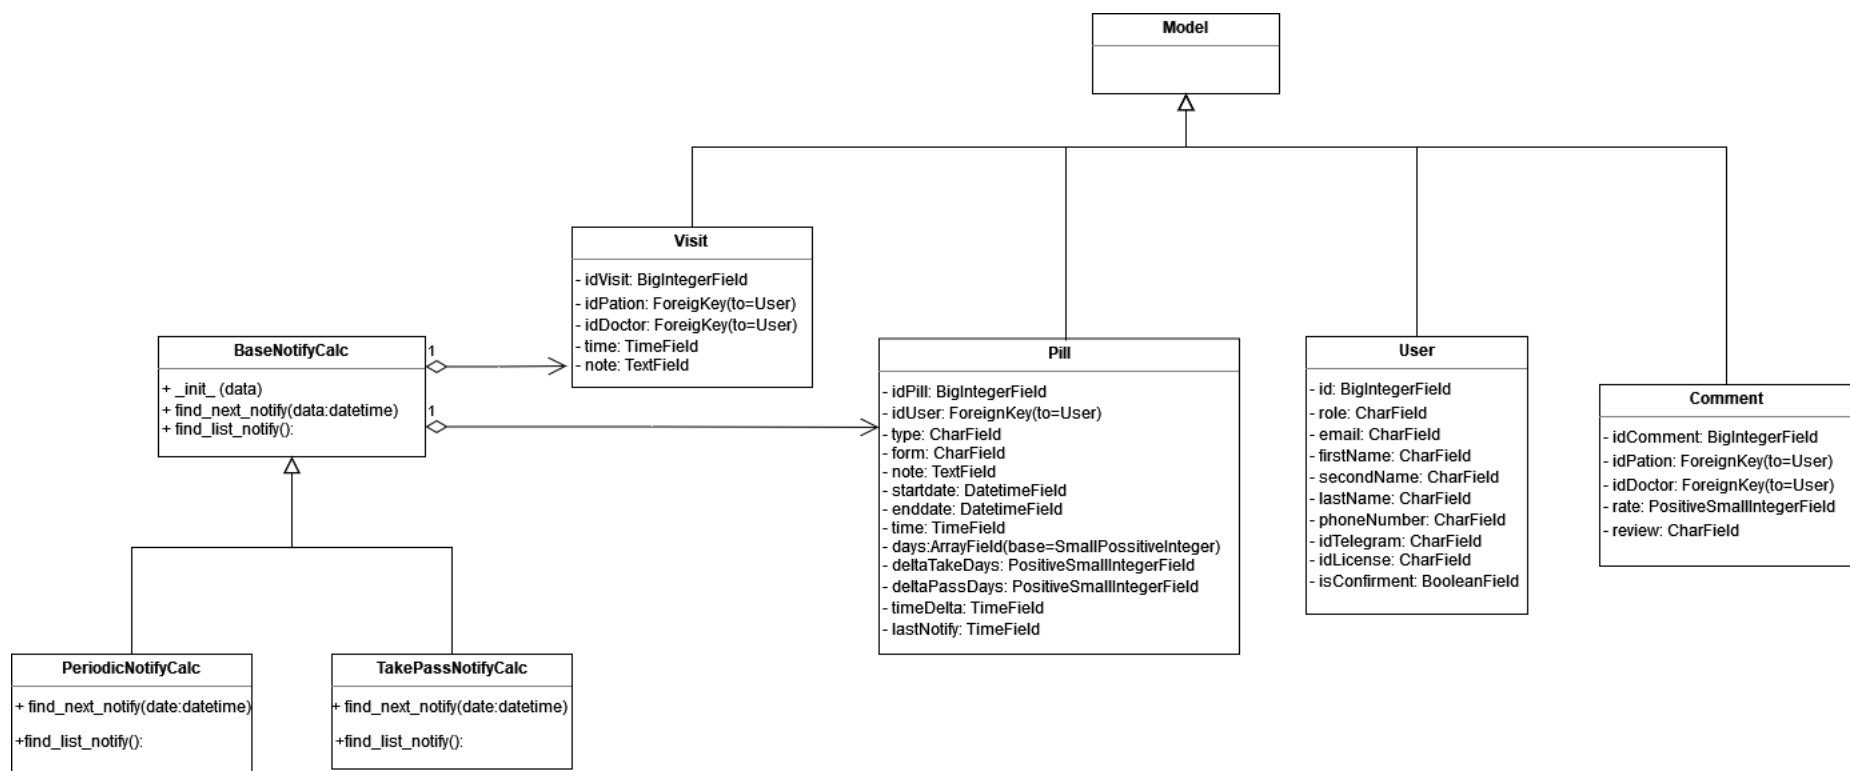 Model
Visit
- idVisit: BigIntegerField
- idPation: ForeigKey(to=User)
- idDoctor: ForeigKey(to=User)
- time: TimeField
- note: TextField
BaseNotifyCalc
+ _init_ (data)
+ find_next_notify(data:datetime)
+ find_list_notify():
1
1
Pill
- idPill: BigIntegerField
- idUser: ForeignKey(to=User)
- type: CharField
- form: CharField
- note: TextField
- startdate: DatetimeField
- enddate: DatetimeField
- time: TimeField
- days:ArrayField(base=SmallPossitiveInteger)
- deltaTakeDays: PositiveSmallIntegerField
- deltaPassDays: PositiveSmallIntegerField
- timeDelta: TimeField
- lastNotify: TimeField
User
- id: BigIntegerField
- role: CharField
- email: CharField
- firstName: CharField
- secondName: CharField
- lastName: CharField
- phoneNumber: CharField
- idTelegram: CharField
- idLicense: CharField
- isConfirment: BooleanField
Comment
- idComment: BigIntegerField
- idPation: ForeignKey(to=User)
- idDoctor: ForeignKey(to=User)
- rate: PositiveSmallIntegerField
- review: CharField
PeriodicNotifyCalc
+ find_next_notify(date:datetime)
+find_list_notify():
TakePassNotifyCalc
+ find_next_notify(date:datetime)
+find_list_notify():